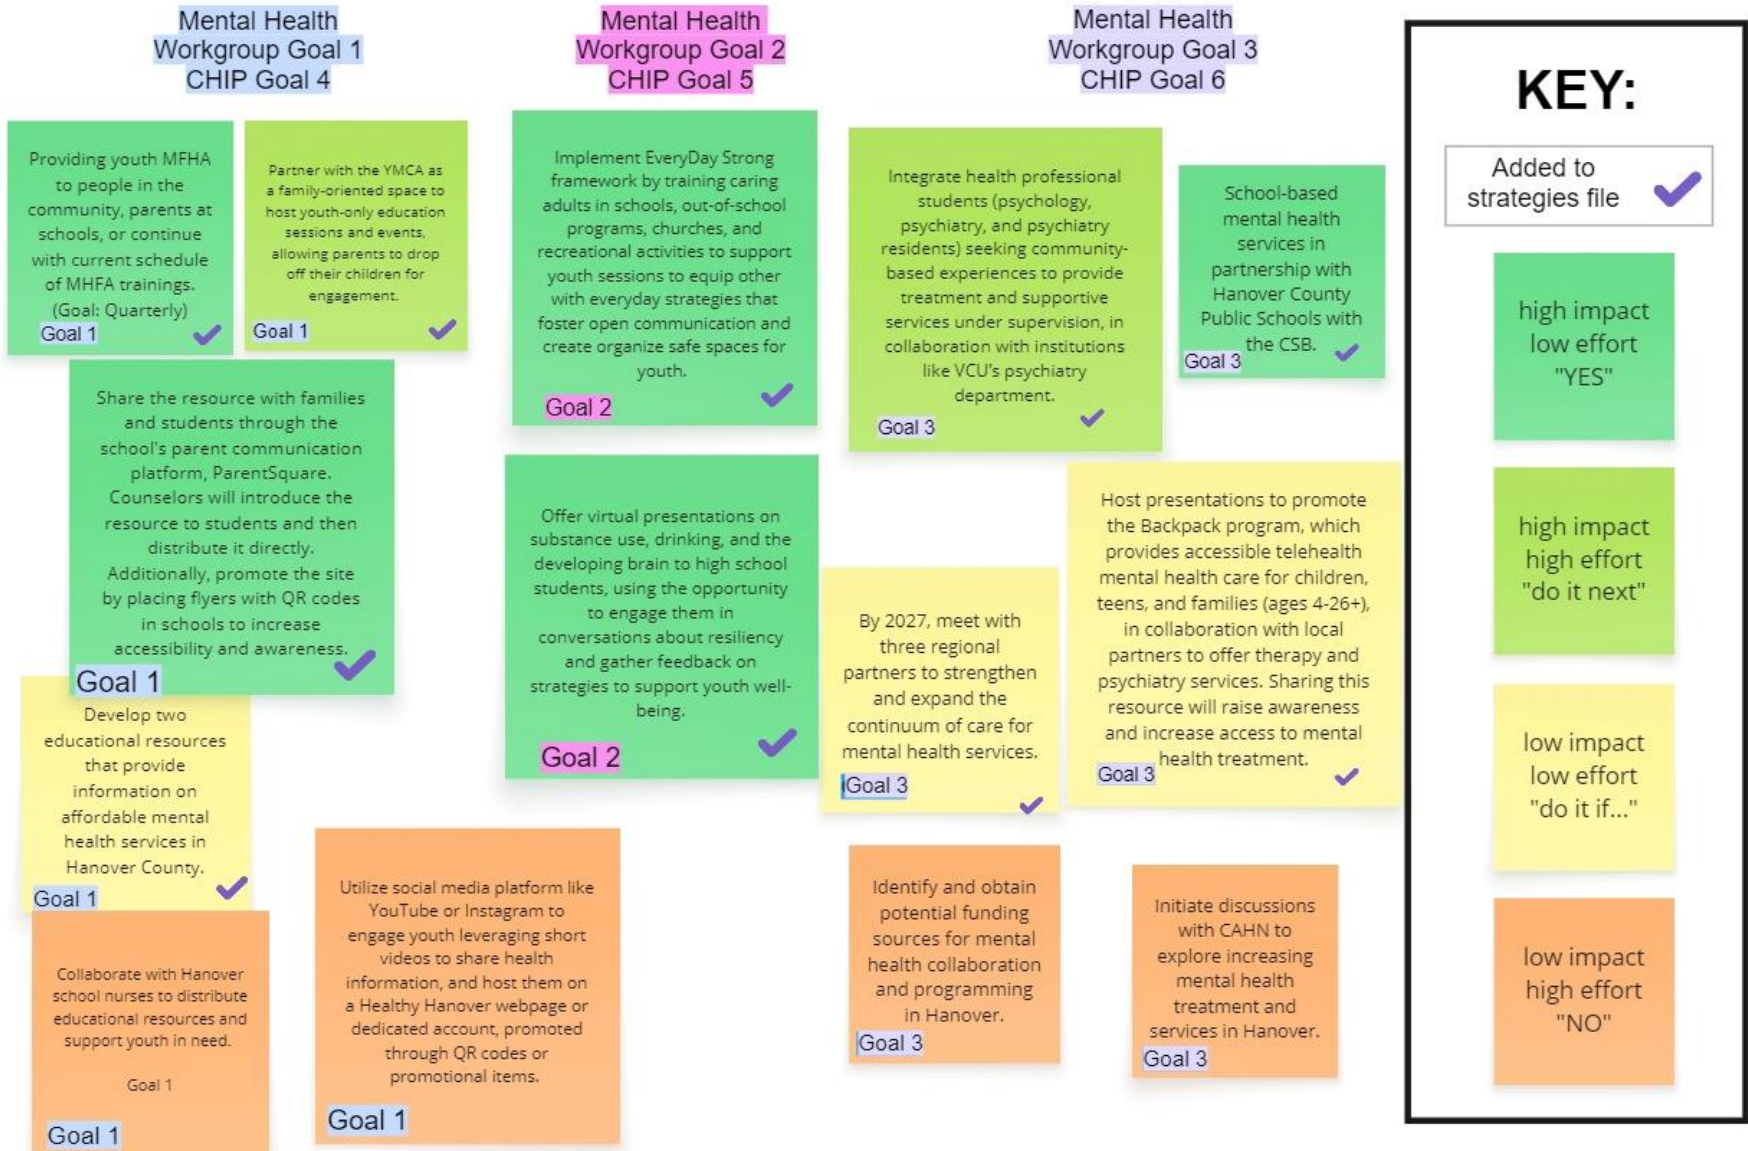 Mental Health
Workgroup Goal 1
CHIP Goal 4
Mental Health
Workgroup Goal 2
CHIP Goal 5
Mental Health
Workgroup Goal 3
CHIP Goal 6
Providing youth MFHA
to people in the
community, parents at
schools, or continue
with current schedule
of MHFA trainings.
(Goal: Quarterly)
Goal 1
Partner with the YMCA as
a family-oriented space to
host youth-only education
sessions and events,
allowing parents to drop
off their children for
engagement.
Goal 1
Share the resource with families
and students through the
school's parent communication
platform, ParentSquare.
Counselors will introduce the
resource to students and then
distribute it directly.
Additionally, promote the site
by placing flyers with QR codes
in schools to increase
accessibility and awareness.
Goal 1
Develop two
educational resources
that provide
information on
affordable mental
health services in
Hanover County.
Goal 1
Collaborate with Hanover
school nurses to distribute
educational resources and
support youth in need.
Goal 1
Goal 1
Utilize social media platform like
YouTube or Instagram to
engage youth leveraging short
videos to share health
information, and host them on
a Healthy Hanover webpage or
dedicated account, promoted
through QR codes or
promotional items.
Goal 1
Implement EveryDay Strong
framework by training caring
adults in schools, out-of-school
programs, churches, and
recreational activities to support
youth sessions to equip other
with everyday strategies that
foster open communication and
create organize safe spaces for
youth.
Goal 2
Offer virtual presentations on
substance use, drinking, and the
developing brain to high school
students, using the opportunity
to engage them in
conversations about resiliency
and gather feedback on
strategies to support youth well-
being.
Goal 2
Integrate health professional
students (psychology,
psychiatry, and psychiatry
residents) seeking community-
based experiences to provide
treatment and supportive
services under supervision, in
collaboration with institutions
like VCU's psychiatry
department.
Goal 3
School-based
mental health
services in
partnership with
Hanover County
Public Schools with
the CSB.
Goal 3
By 2027, meet with
three regional
partners to strengthen
and expand the
continuum of care for
mental health services.
Goal 3
Host presentations to promote
the Backpack program, which
provides accessible telehealth
mental health care for children,
teens, and families (ages 4-26+),
in collaboration with local
partners to offer therapy and
psychiatry services. Sharing this
resource will raise awareness
and increase access to mental
health treatment.
Goal 3
Identify and obtain
potential funding
sources for mental
health collaboration
and programming
in Hanover.
Goal 3
Initiate discussions
with CAHN to
explore increasing
mental health
treatment and
services in Hanover.
Goal 3
KEY:
Added to
strategies file
high impact
low effort
"YES"
high impact
high effort
"do it next"
low impact
low effort
"do it if..."
low impact
high effort
"NO"